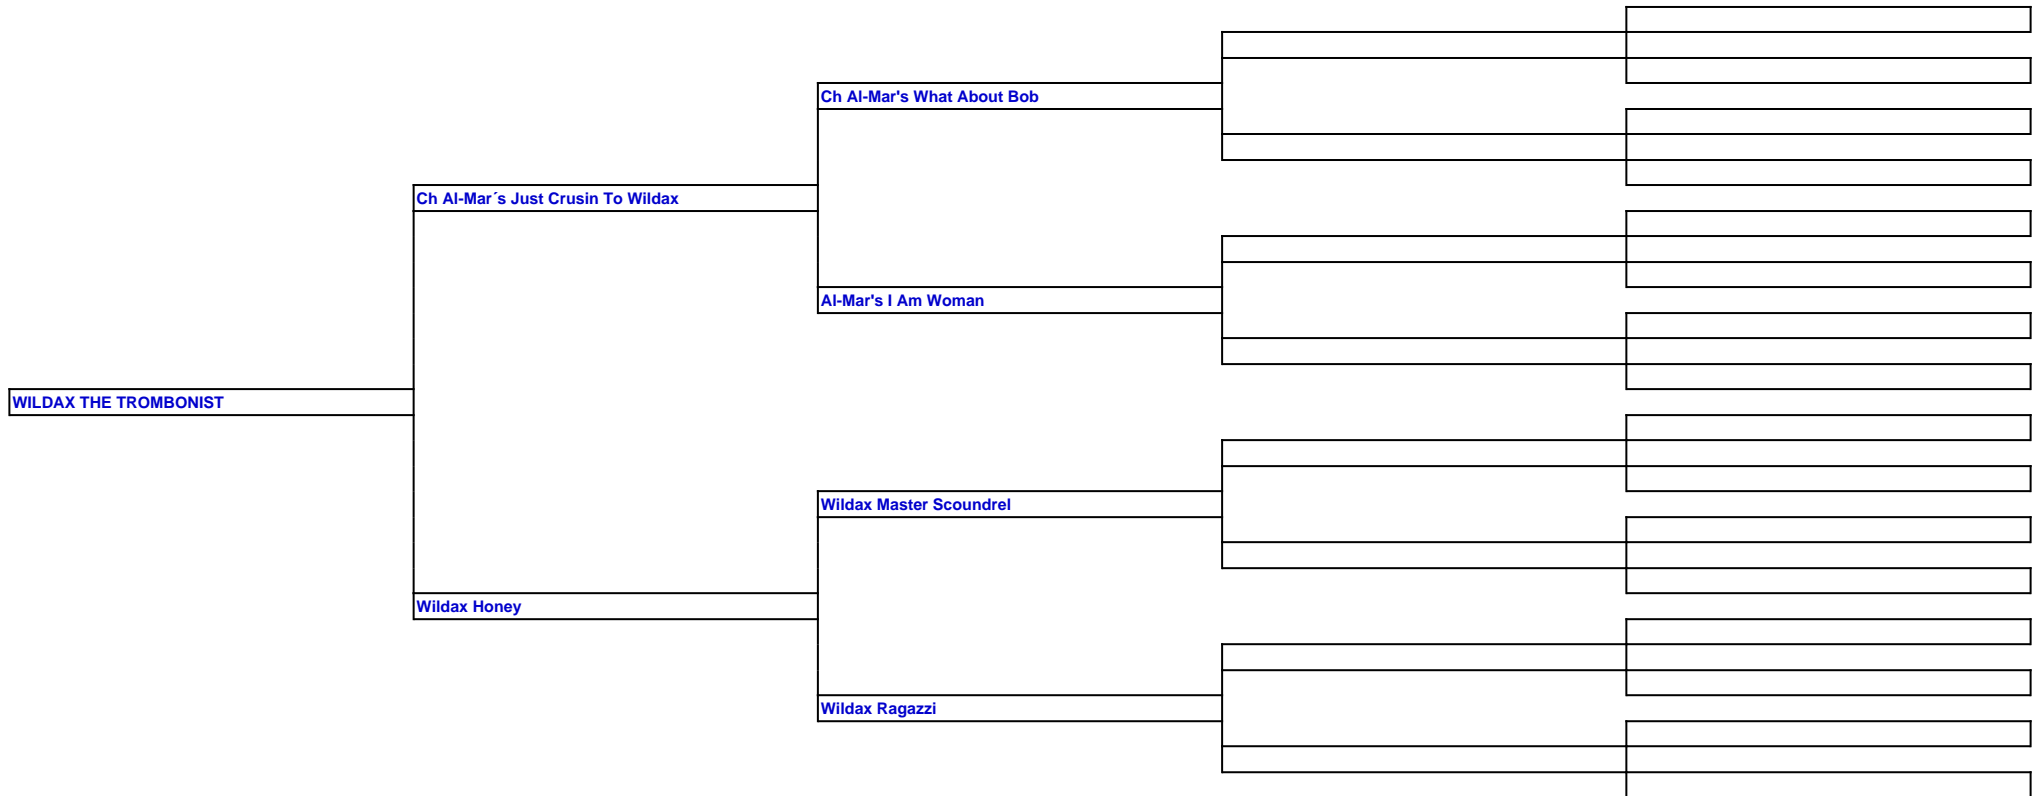 Ch Al-Mar's What About Bob
Ch Al-Mar´s Just Crusin To Wildax
Al-Mar's I Am Woman
WILDAX THE TROMBONIST
Wildax Master Scoundrel
Wildax Honey
Wildax Ragazzi